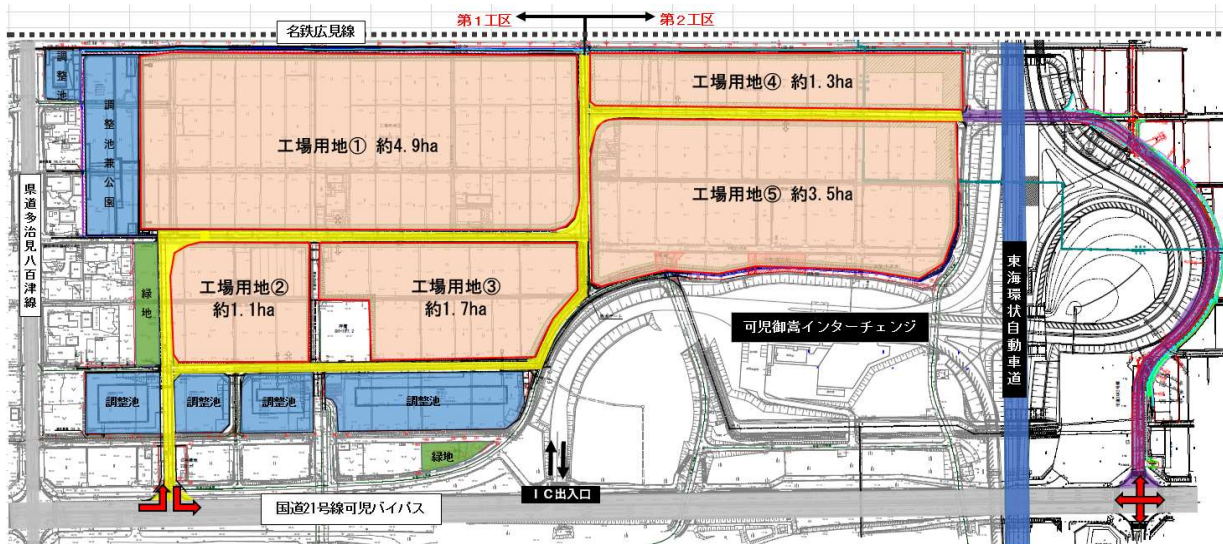 第1工区
第2工区
名鉄広見線
調整池
調整池兼公園
工場用地① 約4.9ha
工場用地④ 約1.3ha
工場用地⑤ 約3.5ha
県道多治見八百津線
緑地
工場用地②
約1.1ha
工場用地③
約1.7ha
可児御嵩インターチェンジ
東海環状自動車道
調整池
調整池
調整池
調整池
緑地
IC出入口
国道21号線可児バイパス